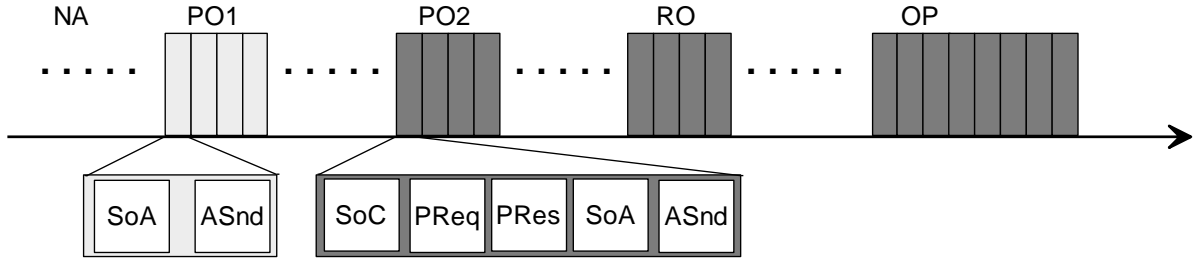 NA PO1 PO2 RO OP
SoA ASnd SoC PReq PRes SoA ASnd